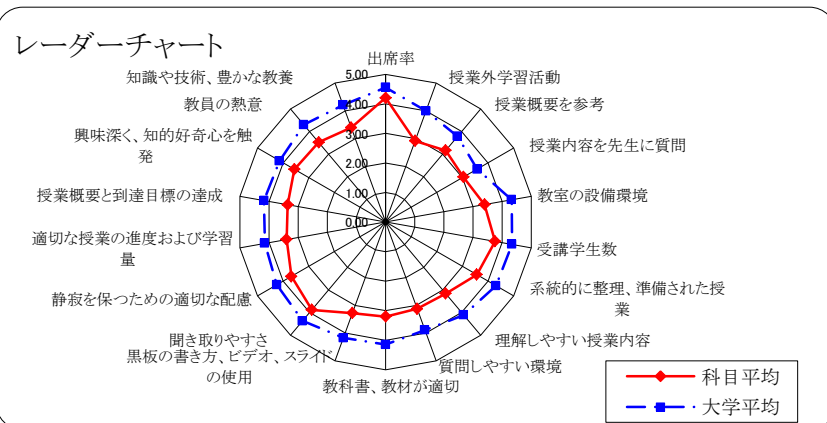 レーダーチャート
出席率
授業外学習活動
授業概要を参考
授業内容を先生に質問
教室の設備環境
受講学生数
系統的に整理、準備された授
業
理解しやすい授業内容
質問しやすい環境
教科書、教材が適切
黒板の書き方、ビデオ、スライド
の使用
聞き取りやすさ
静寂を保つための適切な配慮
適切な授業の進度および学習
量
授業概要と到達目標の達成
興味深く、知的好奇心を触
発
教員の熱意
知識や技術、豊かな教養
5.00
4.00
3.00
2.00
1.00
0.00
科目平均
大学平均